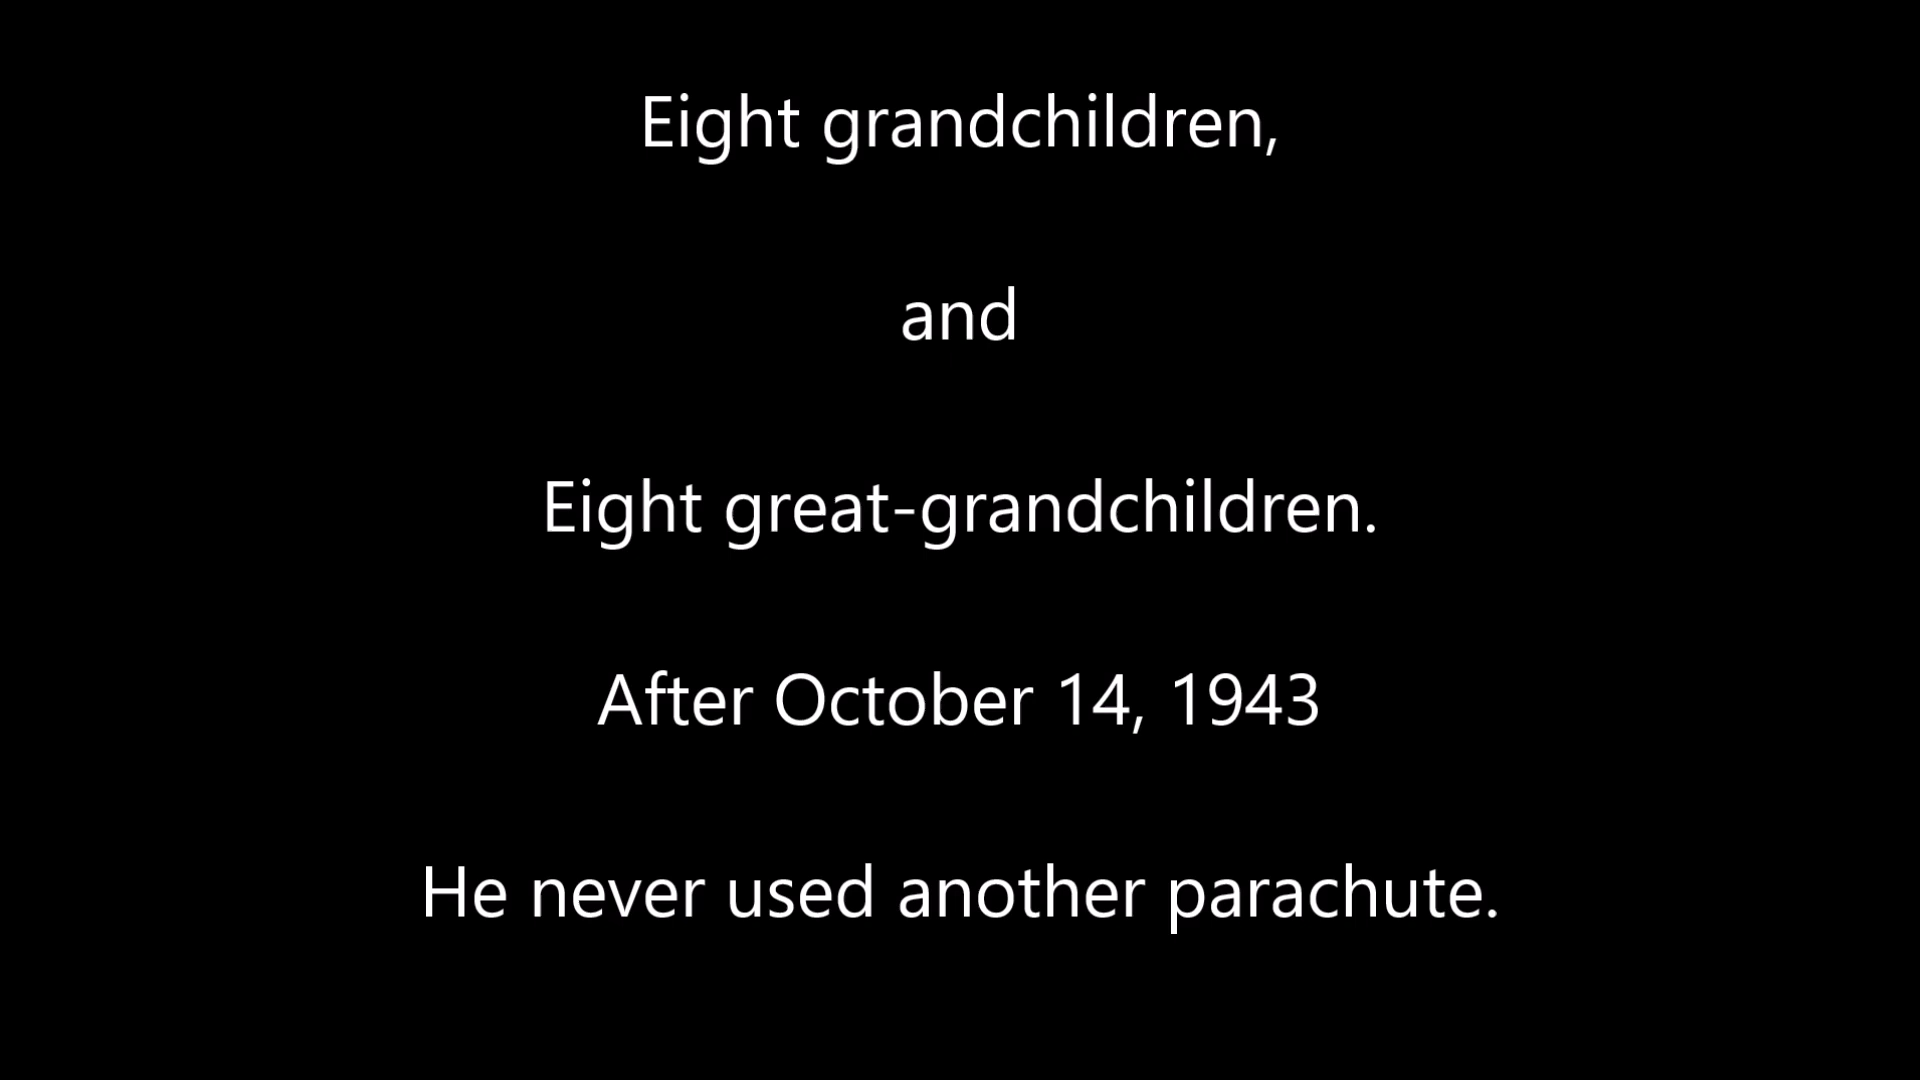 Eight grandchildren,
and
Eight great-grandchildren.
After October 14, 1943
He never used another parachute.